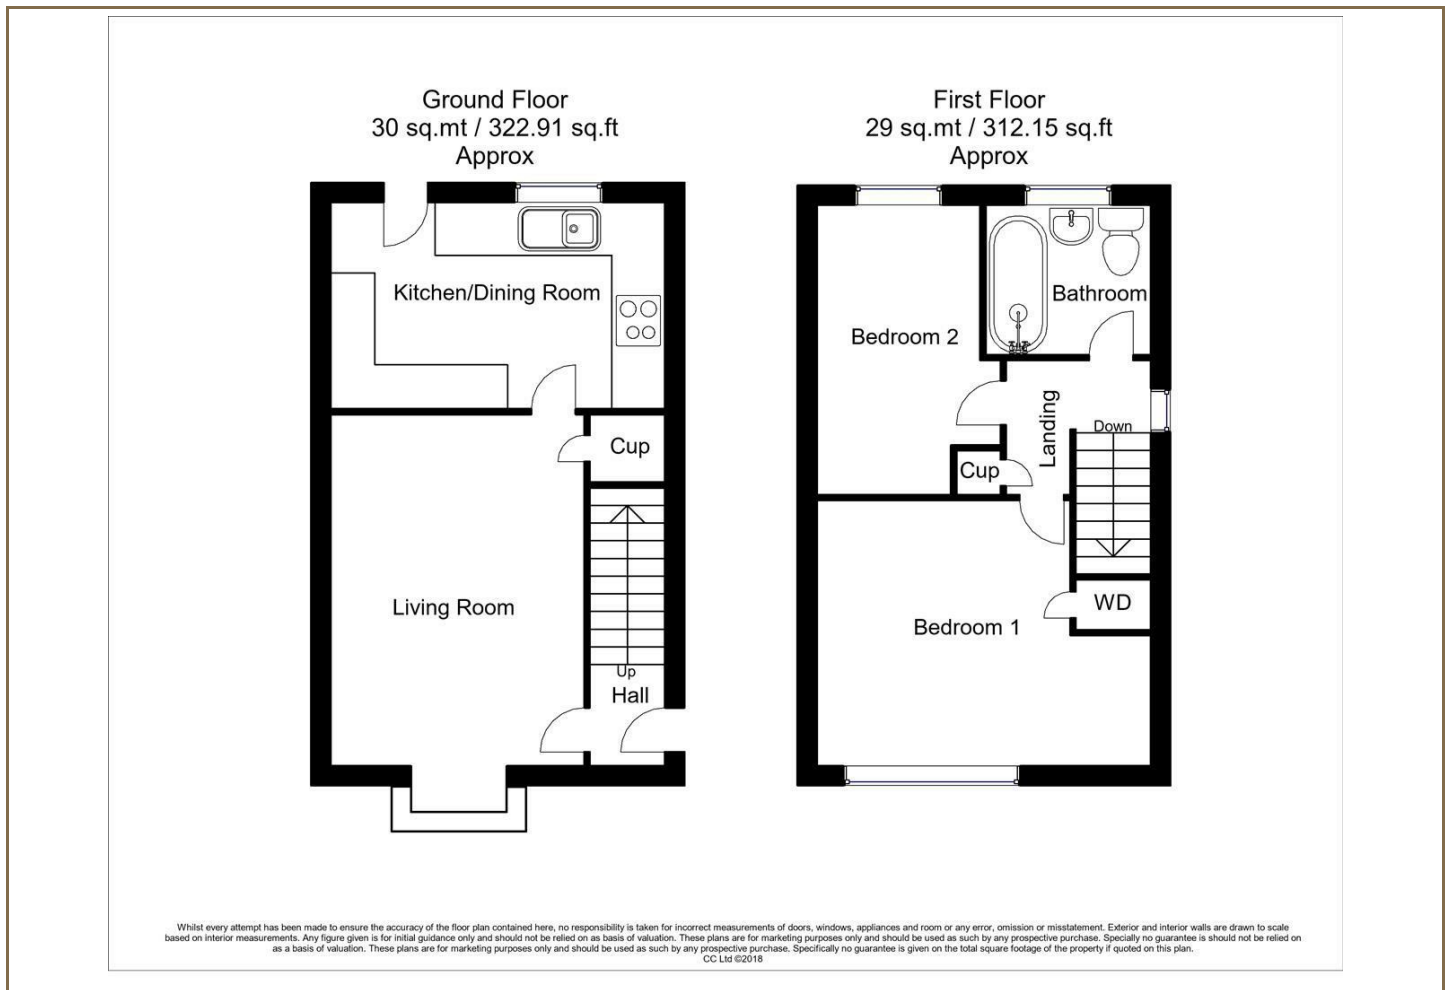 Ground Floor
30 sq.mt / 322.91 sq.ft
Approx
Kitchen/Dining Room
Cup
Living Room
Up
Hall
First Floor
29 sq.mt / 312.15 sq.ft
Approx
Bathroom
Bedroom 2
Landing
Down
Cup
WD
Bedroom 1
Whilst every attempt has been made to ensure the accuracy of the floor plan contained here, no responsibility is taken for incorrect measurements of doors, windows, appliances and room or any error, omission or misstatement. Exterior and interior walls are drawn to scale
based on interior measurements. Any figure given is for initial guidance only and should not be relied on as basis of valuation. These plans are for marketing purposes only and should be used as such by any prospective purchase. Specially no guarantee is should not be relied on
as a basis of valuation. These plans are for marketing purposes only and should be used as such by any prospective purchase. Specifically no guarantee is given on the total square footage of the property if quoted on this plan.
CC Ltd ©2018